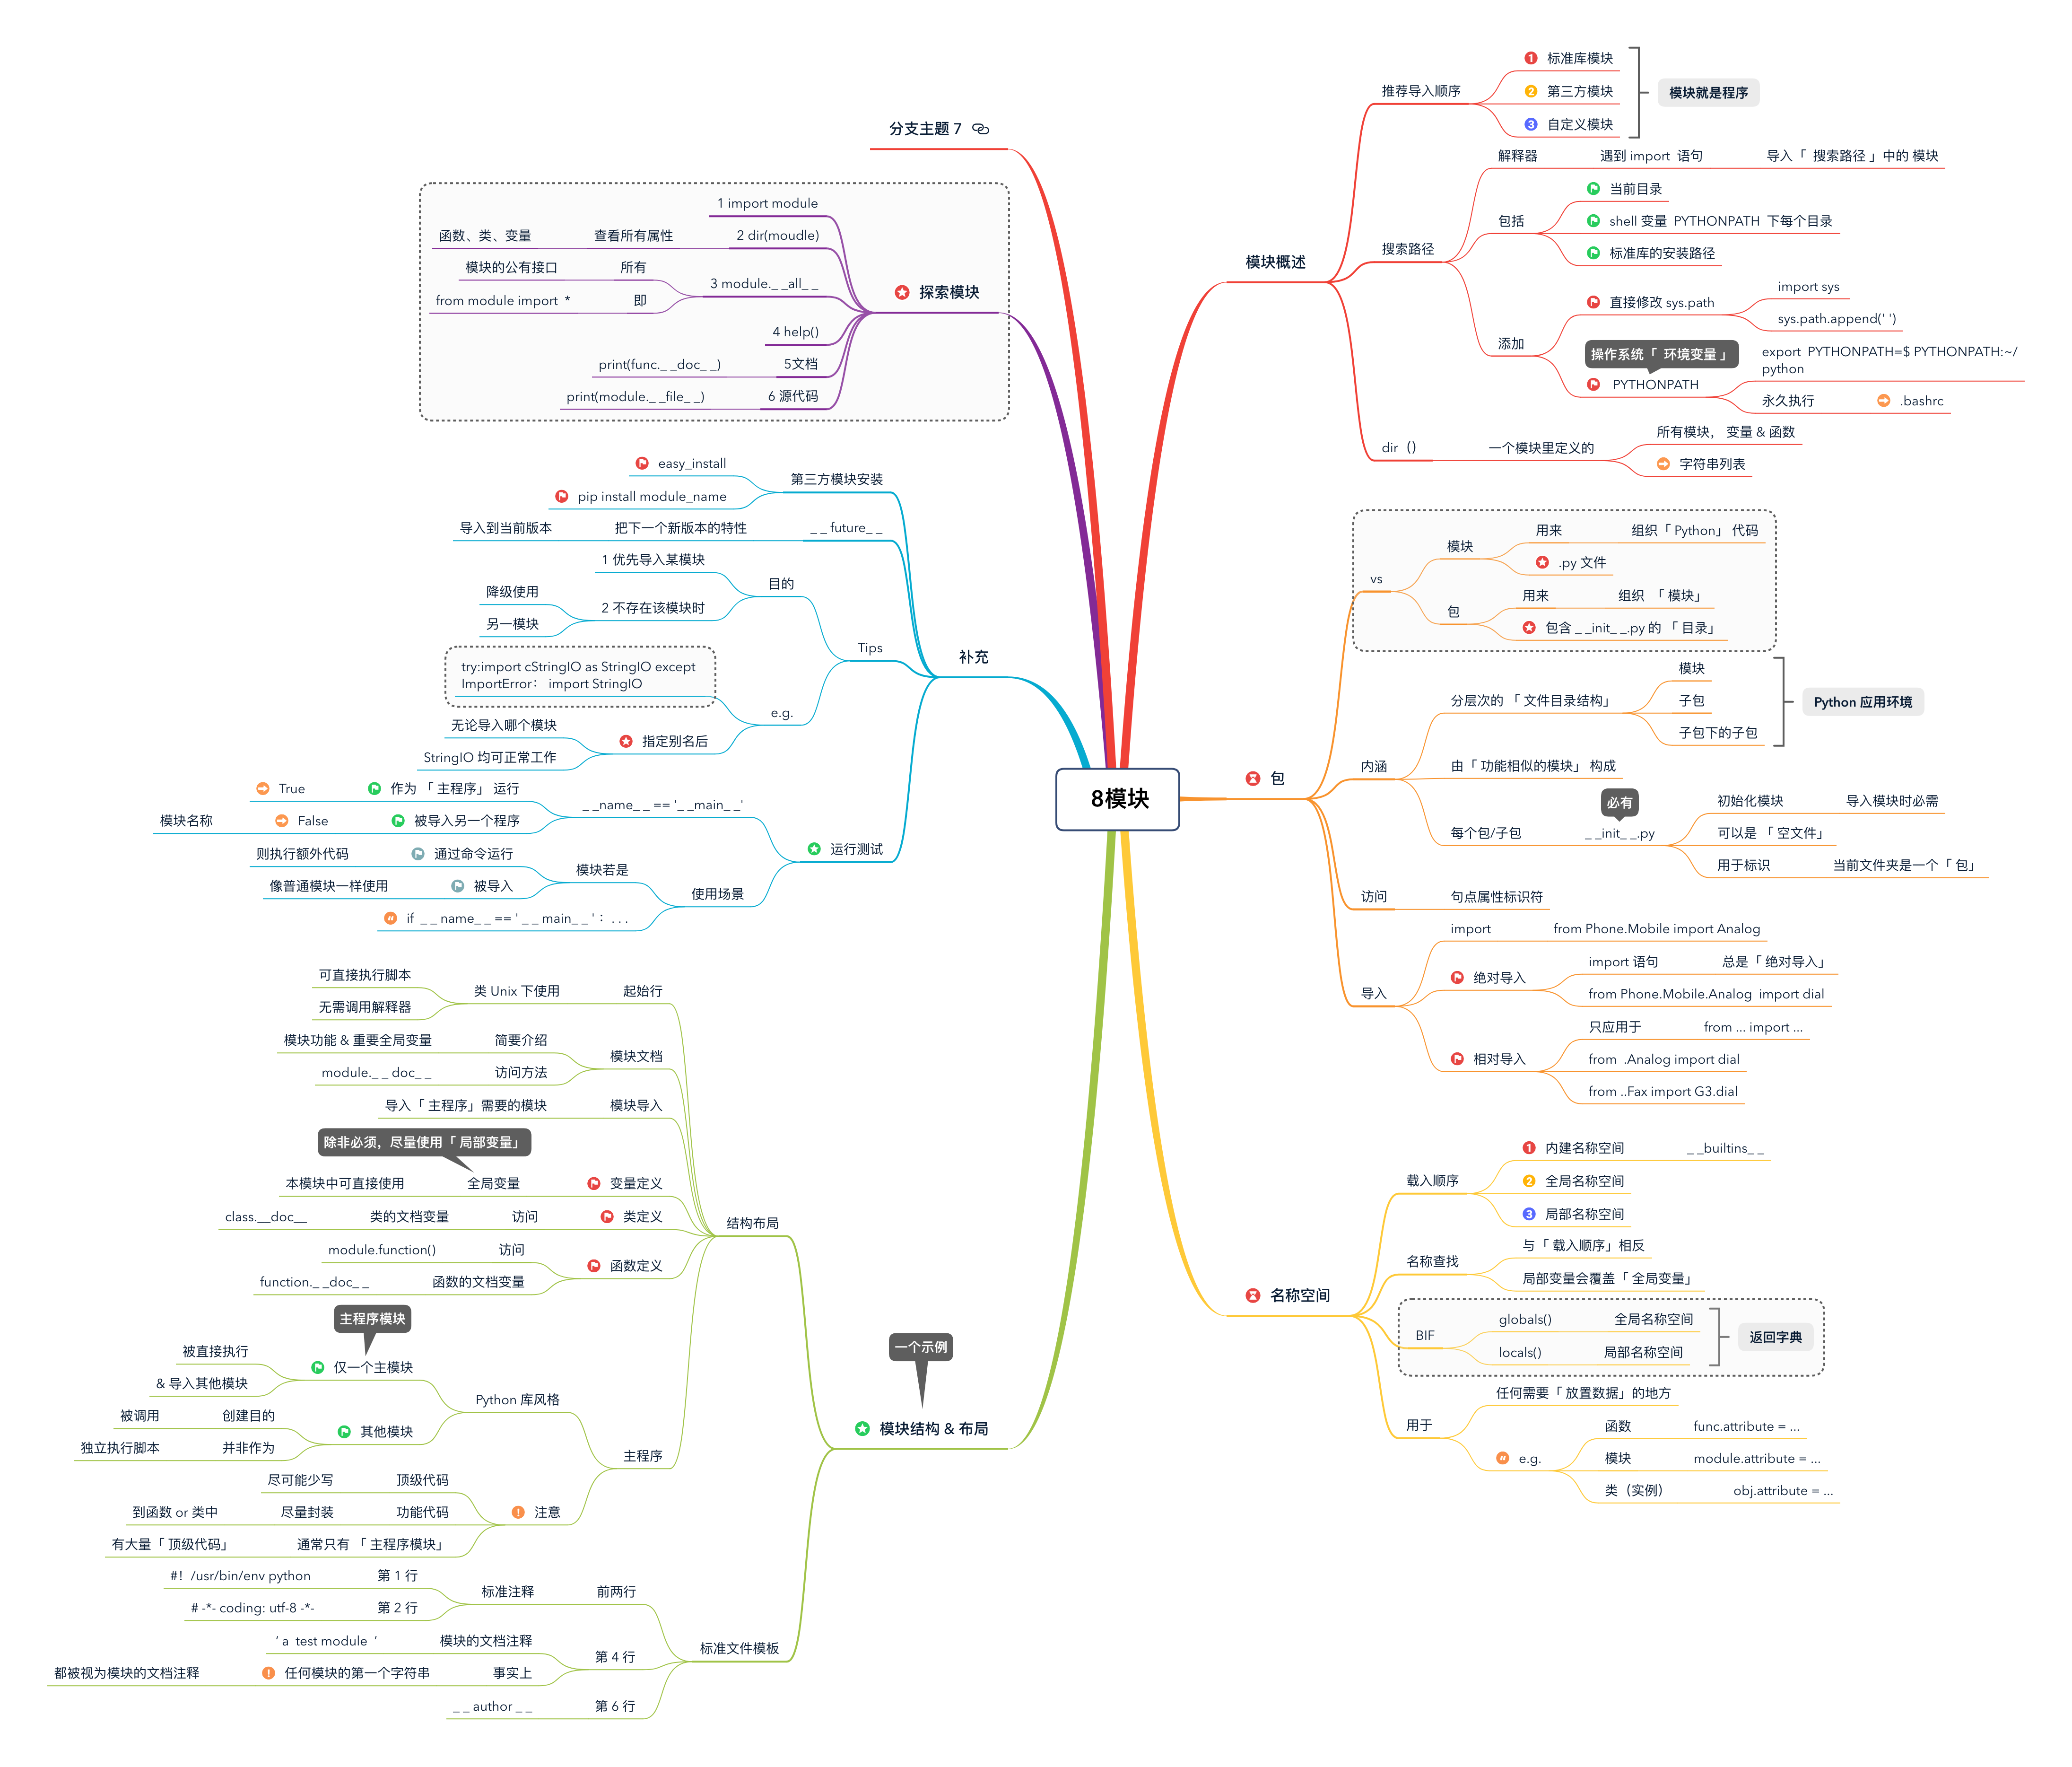 8模块
模块概述
推荐导入顺序
1 标准库模块
2 第三方模块
3 自定义模块
模块就是程序
搜索路径
解释器
遇到 import 语句
导入「 搜索路径 」中的 模块
包括
当前目录
shell 变量 PYTHONPATH 下每个目录
标准库的安装路径
添加
直接修改 sys.path
import sys
sys.path.append(' ')
操作系统「 环境变量 」
PYTHONPATH
export PYTHONPATH=$ PYTHONPATH:~/
python
永久执行
.bashrc
dir（）
一个模块里定义的
所有模块， 变量 & 函数
字符串列表
包
vs
模块
用来
组织「 Python」 代码
.py 文件
包
用来
组织 「 模块」
包含 _ _init_ _.py 的 「 目录」
内涵
分层次的 「 文件目录结构」
模块
子包
子包下的子包
Python 应用环境
由「 功能相似的模块」 构成
每个包/子包
必有
_ _init_ _.py
初始化模块
导入模块时必需
可以是 「 空文件」
用于标识
当前文件夹是一个「 包」
访问
句点属性标识符
导入
import
from Phone.Mobile import Analog
绝对导入
import 语句
总是「 绝对导入」
from Phone.Mobile.Analog import dial
相对导入
只应用于
from ... import ...
from .Analog import dial
from ..Fax import G3.dial
名称空间
载入顺序
1 内建名称空间
_ _builtins_ _
2 全局名称空间
3 局部名称空间
名称查找
与「 载入顺序」相反
局部变量会覆盖「 全局变量」
BIF
globals()
全局名称空间
locals()
局部名称空间
返回字典
用于
任何需要「 放置数据」的地方
e.g.
函数
func.attribute = ...
模块
module.attribute = ...
类（实例）
obj.attribute = ...
分支主题 7
探索模块
1 import module
2 dir(moudle)
查看所有属性
函数、类、变量
3 module._ _all_ _
所有
模块的公有接口
即
from module import *
4 help()
5文档
print(func._ _doc_ _)
6 源代码
print(module._ _file_ _)
补充
第三方模块安装
easy_install
pip install module_name
_ _ future_ _
把下一个新版本的特性
导入到当前版本
Tips
目的
1 优先导入某模块
2 不存在该模块时
降级使用
另一模块
e.g.
try:import cStringIO as StringIO except
ImportError： import StringIO
指定别名后
无论导入哪个模块
StringIO 均可正常工作
运行测试
_ _name_ _ == '_ _main_ _'
作为 「 主程序」 运行
True
被导入另一个程序
False
模块名称
使用场景
模块若是
通过命令运行
则执行额外代码
被导入
像普通模块一样使用
if _ _ name_ _ == ' _ _ main_ _ '：. . .
一个示例
模块结构 & 布局
结构布局
起始行
类 Unix 下使用
可直接执行脚本
无需调用解释器
模块文档
简要介绍
模块功能 & 重要全局变量
访问方法
module._ _ doc_ _
模块导入
导入「 主程序」需要的模块
变量定义
除非必须，尽量使用「 局部变量」
全局变量
本模块中可直接使用
类定义
访问
类的文档变量
class.__doc__
函数定义
访问
module.function()
函数的文档变量
function._ _doc_ _
主程序
Python 库风格
主程序模块
仅一个主模块
被直接执行
& 导入其他模块
其他模块
创建目的
被调用
并非作为
独立执行脚本
注意
顶级代码
尽可能少写
功能代码
尽量封装
到函数 or 类中
通常只有 「 主程序模块」
有大量「 顶级代码」
标准文件模板
前两行
标准注释
第 1 行
#！/usr/bin/env python
第 2 行
# -*- coding: utf-8 -*-
第 4 行
模块的文档注释
‘ a test module ’
事实上
任何模块的第一个字符串
都被视为模块的文档注释
第 6 行
_ _ author _ _